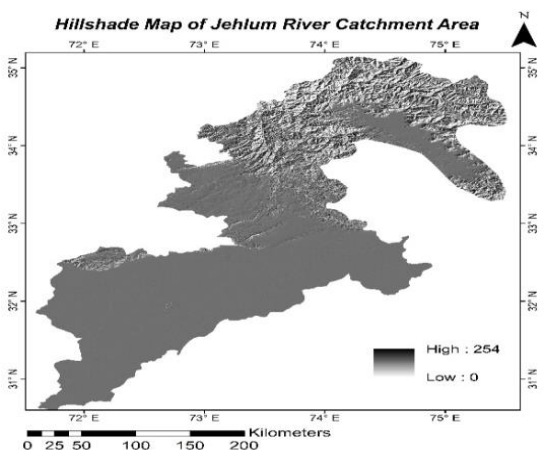 Hillshade Map of Jehlum River Catchment Area
N
72° E 73° E 74° E 75° E
35° N 35° N
34° N 34° N
33° N 33° N
32° N 32° N
31° N 31° N
High : 254
Low : 0
72° E 73° E 74° E 75° E
Kilometers
0 25 50 100 150 200